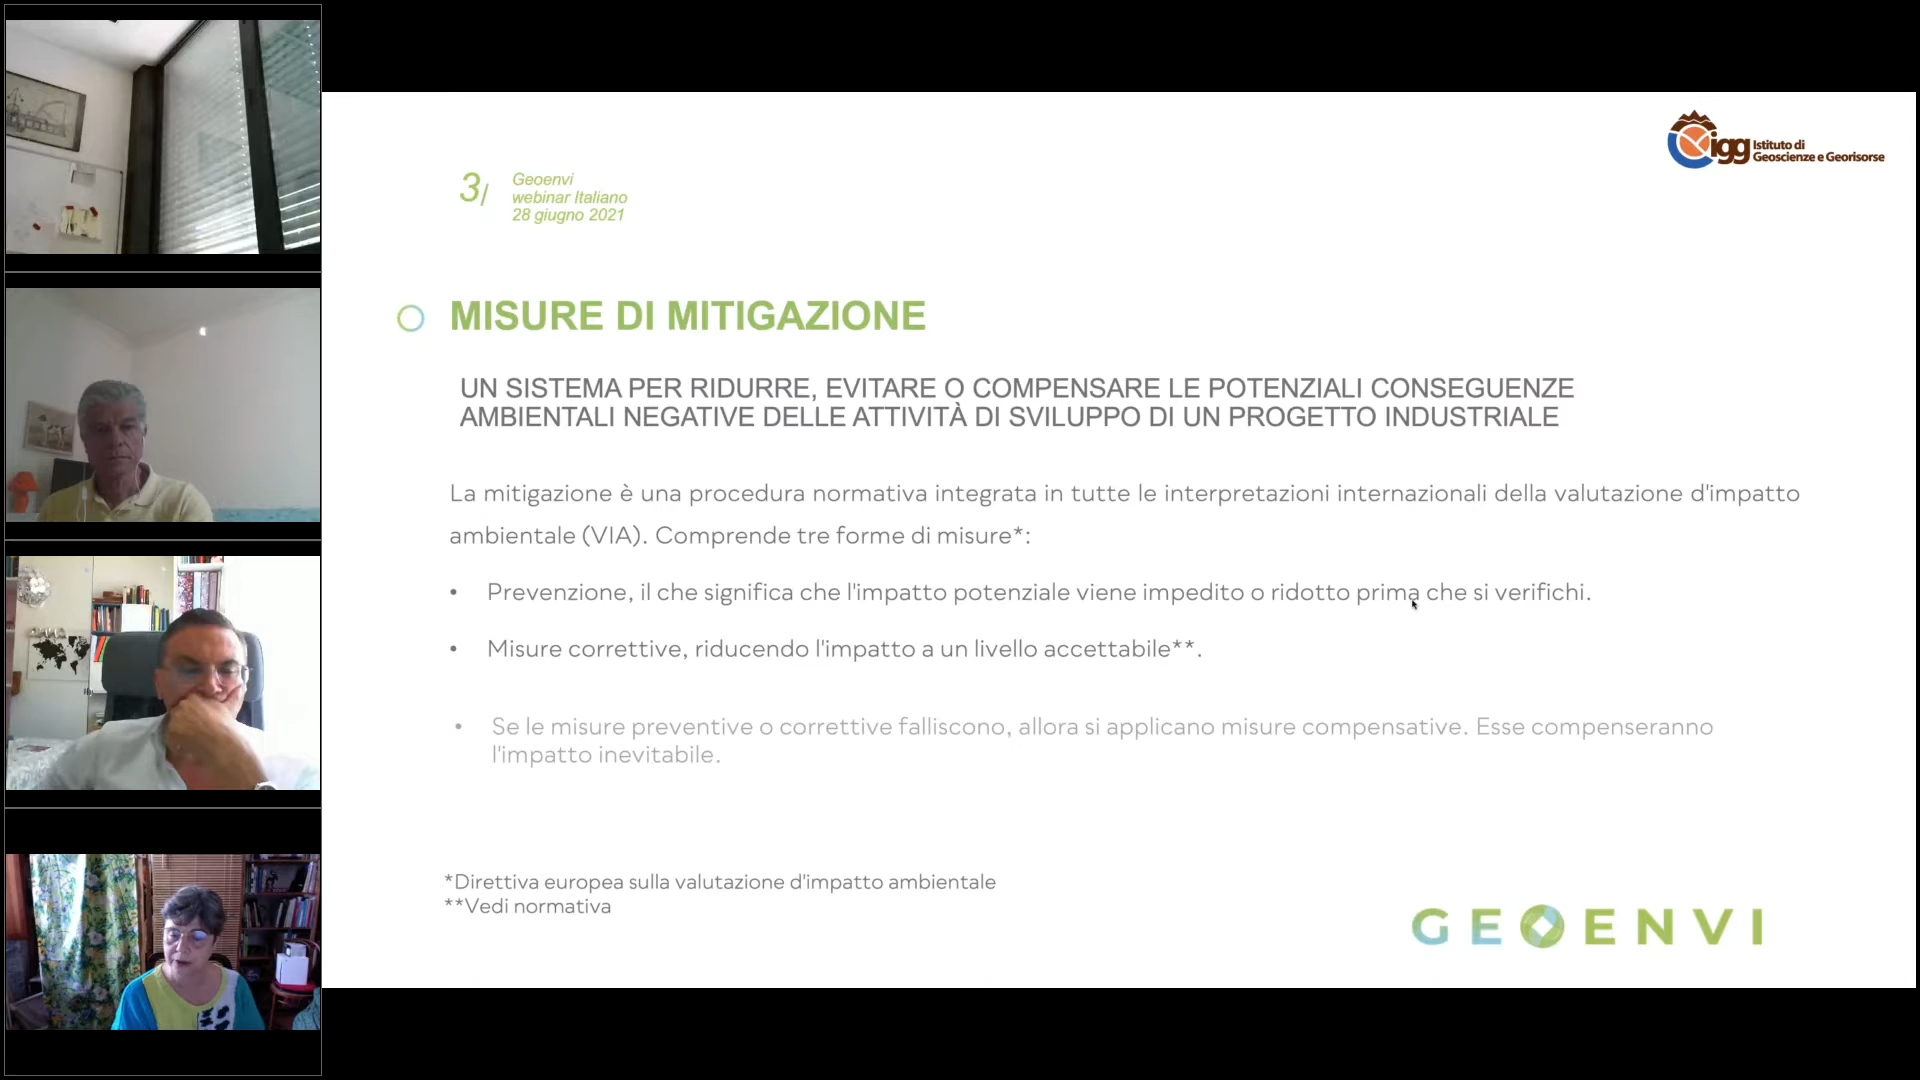 igg Istituto di
Geoscienze e Georisorse
3/
Geoenvi
webinar Italiano
28 giugno 2021
MISURE DI MITIGAZIONE
UN SISTEMA PER RIDURRE, EVITARE O COMPENSARE LE POTENZIALI CONSEGUENZE
AMBIENTALI NEGATIVE DELLE ATTIVITÀ DI SVILUPPO DI UN PROGETTO INDUSTRIALE
La mitigazione è una procedura normativa integrata in tutte le interpretazioni internazionali della valutazione d'impatto
ambientale (VIA). Comprende tre forme di misure*:
• Prevenzione, il che significa che l'impatto potenziale viene impedito o ridotto prima che si verifichi.
• Misure correttive, riducendo l'impatto a un livello accettabile**.
• Se le misure preventive o correttive falliscono, allora si applicano misure compensative. Esse compenseranno
l'impatto inevitabile.
*Direttiva europea sulla valutazione d'impatto ambientale
**Vedi normativa
GEOENVI